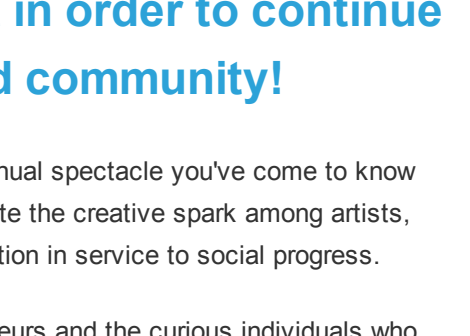 in order to continue
d community!
nual spectacle you've come to know
te the creative spark among artists,
tion in service to social progress.
eurs and the curious individuals who